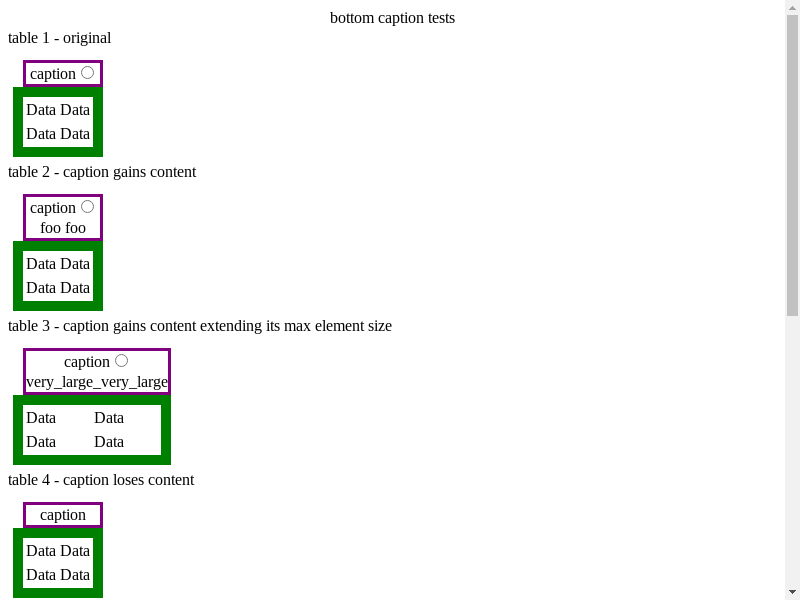 bottom caption tests
table 1 - original
caption
Data Data
Data Data
table 2 - caption gains content
caption
foo foo
Data Data
Data Data
table 3 - caption gains content extending its max element size
caption
very_large_very_large
Data Data
Data Data
table 4 - caption loses content
caption
Data Data
Data Data